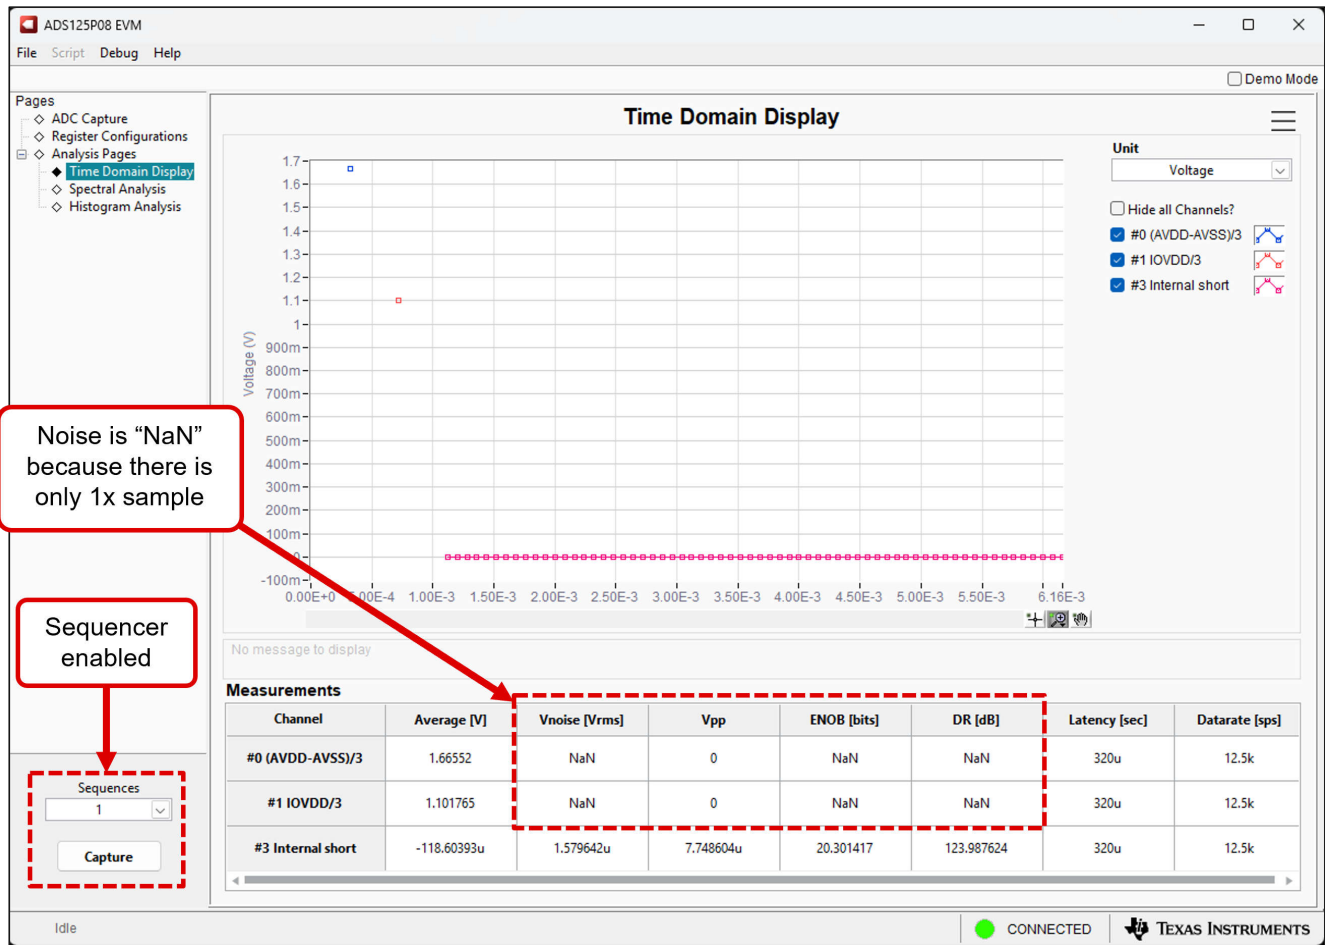 ADS125P08 EVM
File Script Debug Help
Demo Mode
Pages
ADC Capture
Register Configurations
Analysis Pages
Time Domain Display
Spectral Analysis
Histogram Analysis
Time Domain Display
Unit
Voltage
Hide all Channels?
#0 (AVDD-AVSS)/3
#1 IOVDD/3
#3 Internal short
Voltage (V)
1.7
1.6
1.5
1.4
1.3
1.2
1.1
1
900m
800m
700m
600m
500m
400m
300m
200m
100m
0
-100m
0.00E+0 5.00E-4 1.00E-3 1.50E-3 2.00E-3 2.50E-3 3.00E-3 3.50E-3 4.00E-3 4.50E-3 5.00E-3 5.50E-3 6.16E-3
Noise is “NaN”
because there is
only 1x sample
Sequencer
enabled
No message to display
Measurements
Channel Average [V] Vnoise [Vrms] Vpp ENOB [bits] DR [dB] Latency [sec] Datarate [sps]
#0 (AVDD-AVSS)/3 1.66552 NaN 0 NaN NaN 320u 12.5k
#1 IOVDD/3 1.101765 NaN 0 NaN NaN 320u 12.5k
#3 Internal short -118.60393u 1.579642u 7.748604u 20.301417 123.987624 320u 12.5k
Sequences
1
Capture
Idle
CONNECTED
TEXAS INSTRUMENTS